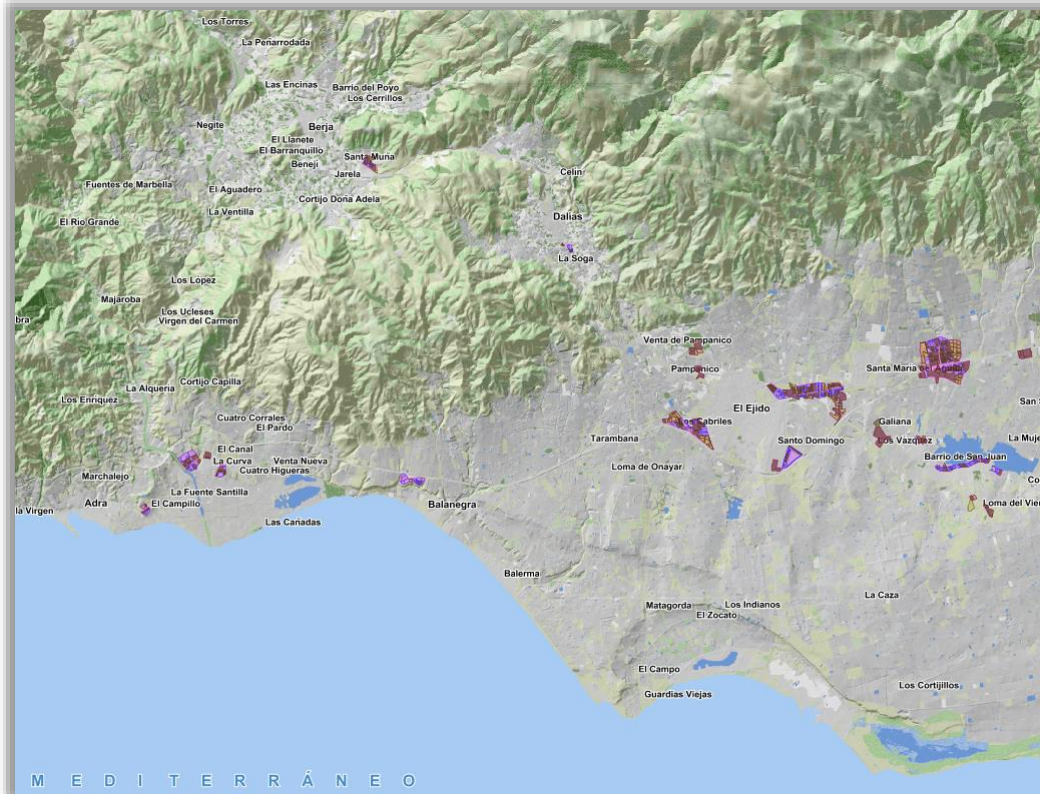 Los Torres
La Peñarrodada
Las Encinas
Barrio del Poyo
Los Cerrillos
Negite
Berja
El Llanete
El Barranquillo
Santa Muña
Beneji
Jarela
Celin
Fuentes de Marbella
El Aguadero
Cortijo Doña Adela
La Ventilla
Dalias
El Rio Grande
La Soga
Los Lopez
Majaroba
Los Ucleses
bra
Virgen del Carmen
Venta de Pampanico
Pampanico
Santa Maria del Aguila
Cortijo Capilla
La Alqueria
Los Enriquez
San
El Ejido
Cuatro Corrales
El Pardo
Los Cabriles
Galiana
Tarambana
Santo Domingo
Los Vazquez
La Muje
El Canal
La Curva
Venta Nueva
Cuatro Higueras
Barrio de San Juan
Loma de Onayar
Marchalejo
Co
La Fuente Santilla
Adra
El Campillo
Balanegra
Loma del Vien
la Virgen
Las Cañadas
Balerma
La Caza
Matagorda
Los Indianos
El Zocato
El Campo
Los Cortijillos
Guardias Viejas
MEDITERRÁNEO